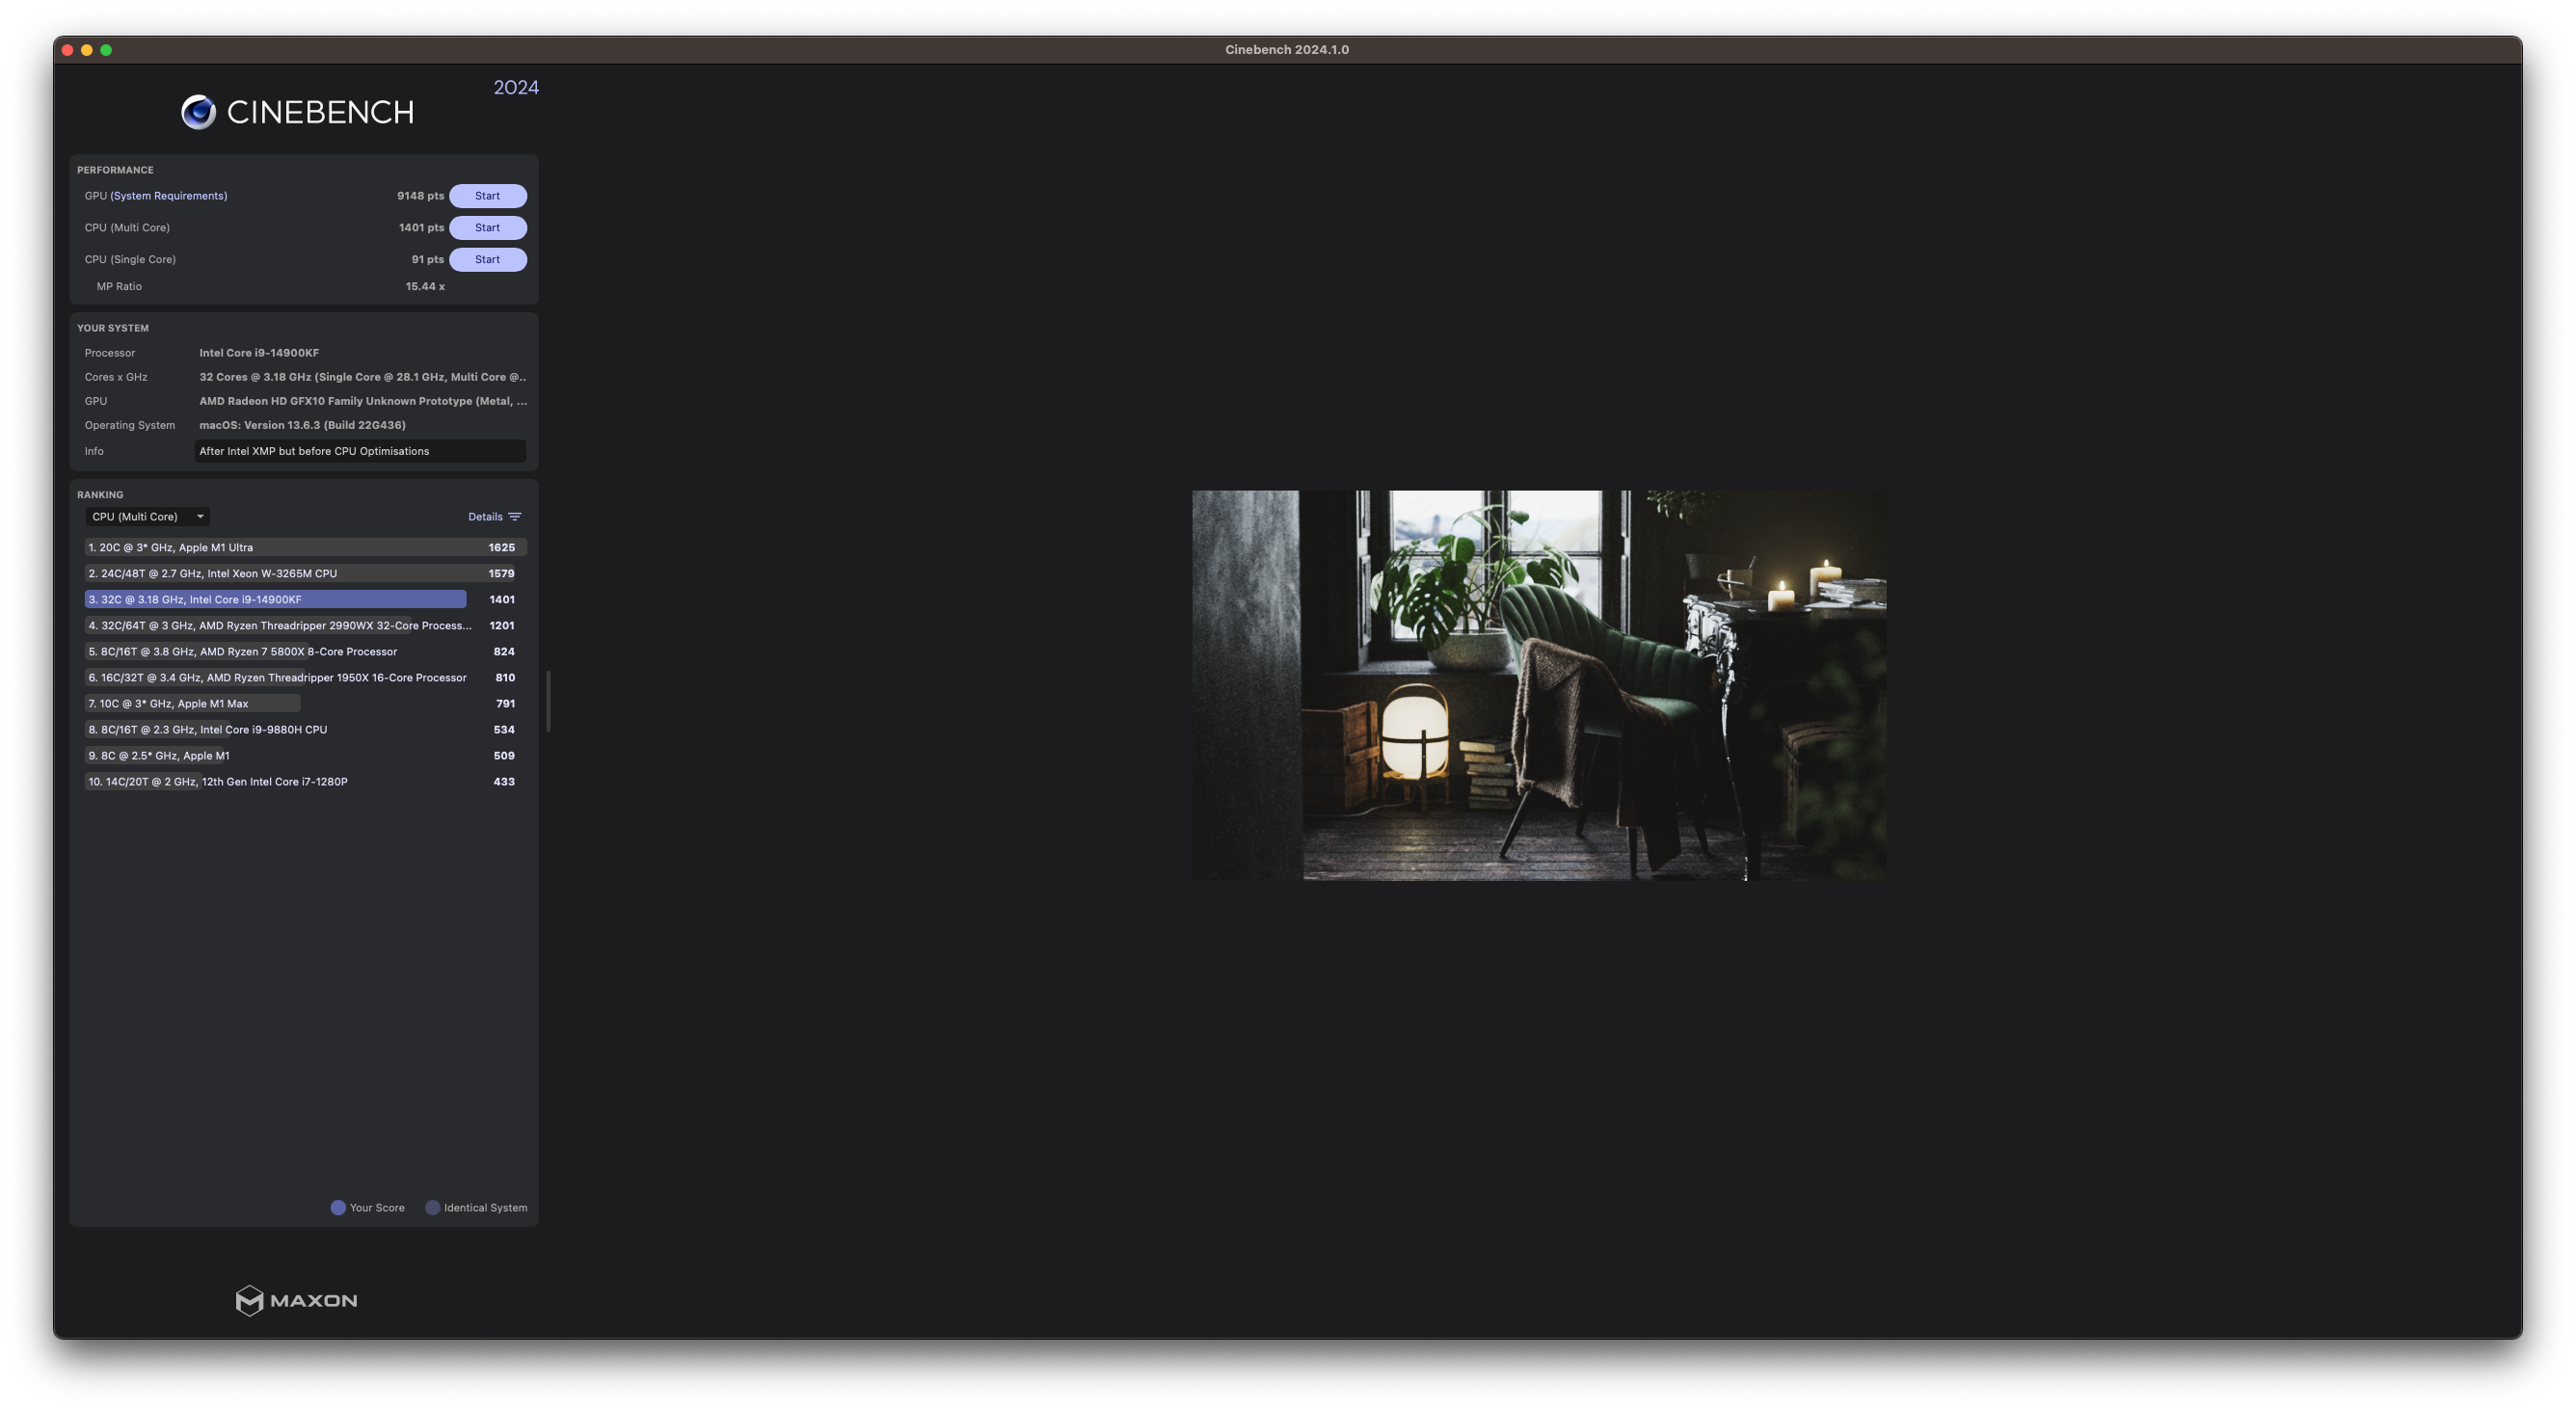 Cinebench 2024.1.0
2024
CINEBENCH
PERFORMANCE
GPU (System Requirements) 9148 pts Start
CPU (Multi Core) 1401 pts Start
CPU (Single Core) 91 pts Start
MP Ratio 15.44 x
YOUR SYSTEM
Processor Intel Core i9-14900KF
Cores x GHz 32 Cores @ 3.18 GHz (Single Core @ 28.1 GHz, Multi Core @..
GPU AMD Radeon HD GFX10 Family Unknown Prototype (Metal, ...
Operating System macOS: Version 13.6.3 (Build 22G436)
Info After Intel XMP but before CPU Optimisations
RANKING
CPU (Multi Core) Details
1. 20C @ 3* GHz, Apple M1 Ultra 1625
2. 24C/48T @ 2.7 GHz, Intel Xeon W-3265M CPU 1579
3. 32C @ 3.18 GHz, Intel Core i9-14900KF 1401
4. 32C/64T @ 3 GHz, AMD Ryzen Threadripper 2990WX 32-Core Process... 1201
5. 8C/16T @ 3.8 GHz, AMD Ryzen 7 5800X 8-Core Processor 824
6. 16C/32T @ 3.4 GHz, AMD Ryzen Threadripper 1950X 16-Core Processor 810
7. 10C @ 3* GHz, Apple M1 Max 791
8. 8C/16T @ 2.3 GHz, Intel Core i9-9880H CPU 534
9. 8C @ 2.5* GHz, Apple M1 509
10. 14C/20T @ 2 GHz, 12th Gen Intel Core i7-1280P 433
Your Score Identical System
MAXON